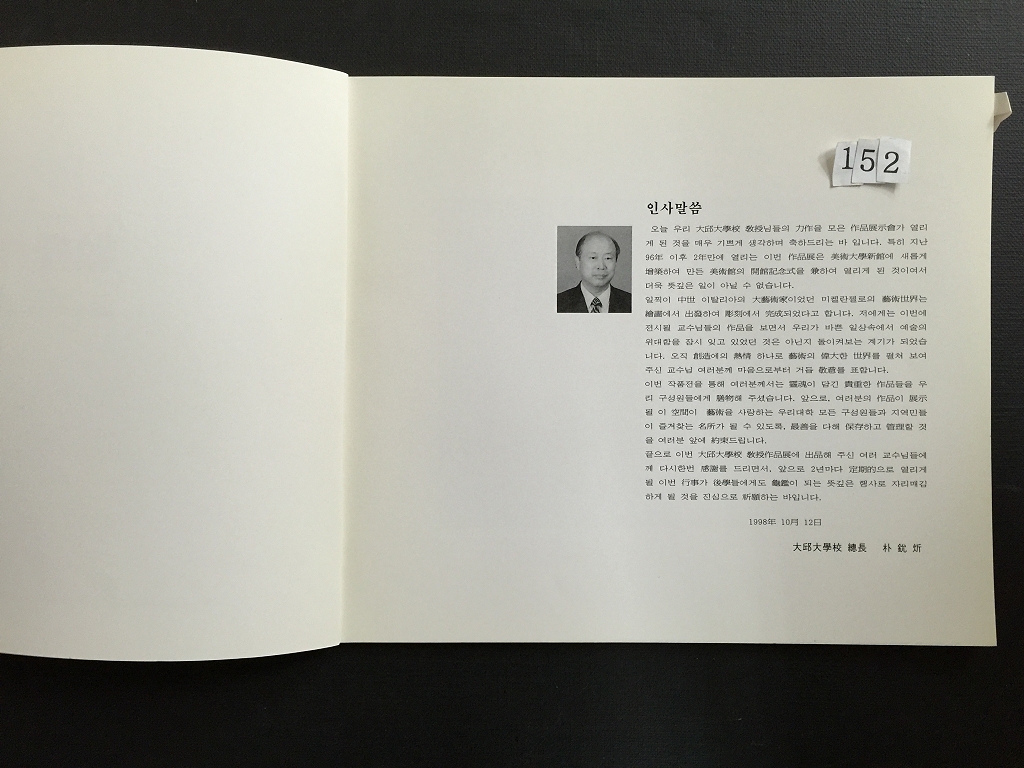 152
인사말씀
오늘 우리 大邱大學校 敎授님들의 力作을 모은 作品展示會가 열리
게 된 것을 매우 기쁘게 생각하며 축하드리는 바 입니다. 특히 지난
96年 이후 2年만에 열리는 이번 作品展은 美術大學新館에 새롭게
增築하여 만든 美術館의 開館記念式을 兼하여 열리게 된 것이여서
더욱 뜻깊은 일이 아닐 수 없습니다.
일찍이 中世 이탈리아의 大藝術家이었던 미켈란젤로의 藝術世界는
繪畵에서 出發하여 彫刻에서 完成되었다고 합니다. 저에게는 이번에
전시될 교수님들의 作品을 보면서 우리가 바쁜 일상속에서 예술의
위대함을 잠시 잊고 있었던 것은 아닌지 돌이켜보는 계기가 되었습
니다. 오직 創造에의 熱情 하나로 藝術의 偉大한 世界를 펼쳐 보여
주신 교수님 여러분께 마음으로부터 거듭 敬意를 표합니다.
이번 작품전을 통해 여러분께서는 靈魂이 담긴 貴重한 作品들을 우
리 구성원들에게 膳物해 주셨습니다. 앞으로, 여러분의 作品이 展示
될 이 空間이 藝術을 사랑하는 우리대학 모든 구성원들과 지역민들
이 즐겨찾는 名所가 될 수 있도록, 最善을 다해 保存하고 管理할 것
을 여러분 앞에 約束드립니다.
끝으로 이번 大邱大學校 敎授作品展에 出品해 주신 여러 교수님들에
께 다시한번 感謝를 드리면서, 앞으로 2년마다 定期的으로 열리게
될 이번 行事가 後學들에게도 龜鑑이 되는 뜻깊은 행사로 자리매김
하게 될 것을 진심으로 祈願하는 바입니다.
1998年 10月 12日
大邱大學校 總長 朴